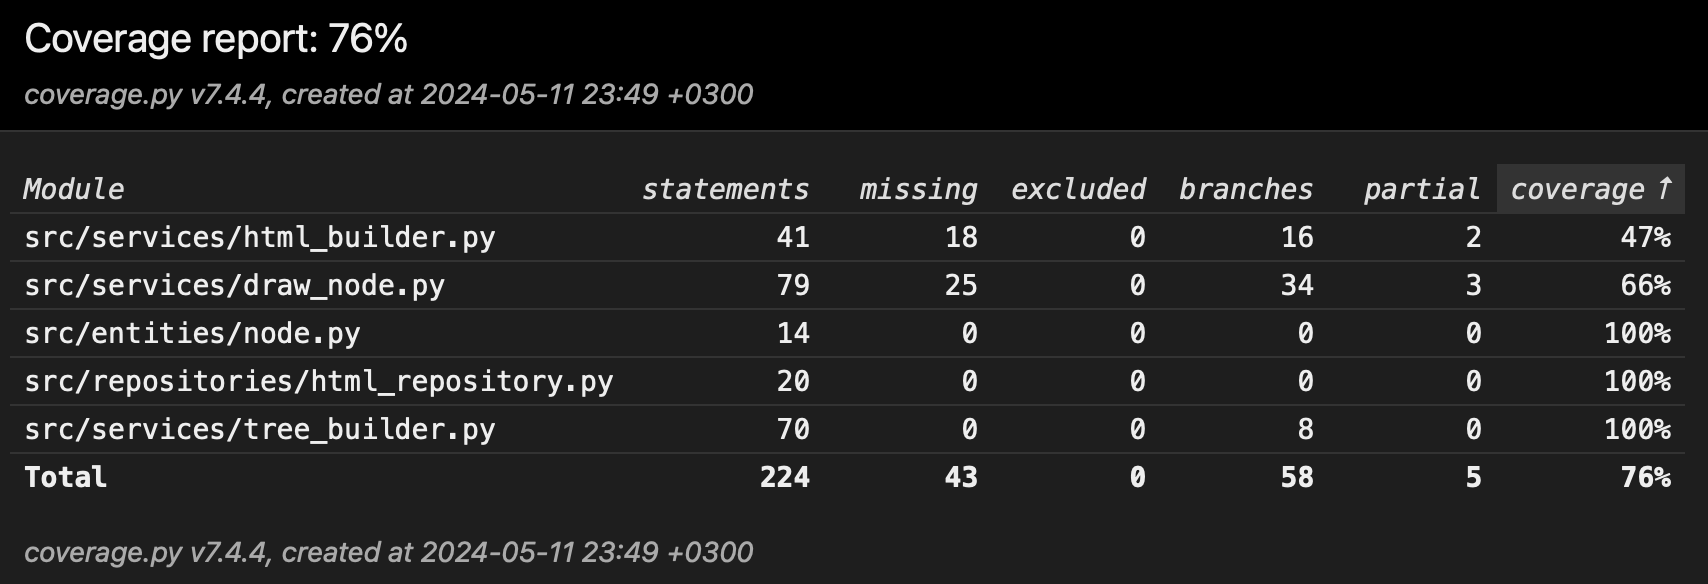 Coverage report: 76%
coverage.py v7.4.4, created at 2024-05-11 23:49 +0300
Module statements missing excluded branches partial coverage ↑
src/services/html_builder.py 41 18 0 16 2 47%
src/services/draw_node.py 79 25 0 34 3 66%
src/entities/node.py 14 0 0 0 0 100%
src/repositories/html_repository.py 20 0 0 0 0 100%
src/services/tree_builder.py 70 0 0 8 0 100%
Total 224 43 0 58 5 76%
coverage.py v7.4.4, created at 2024-05-11 23:49 +0300